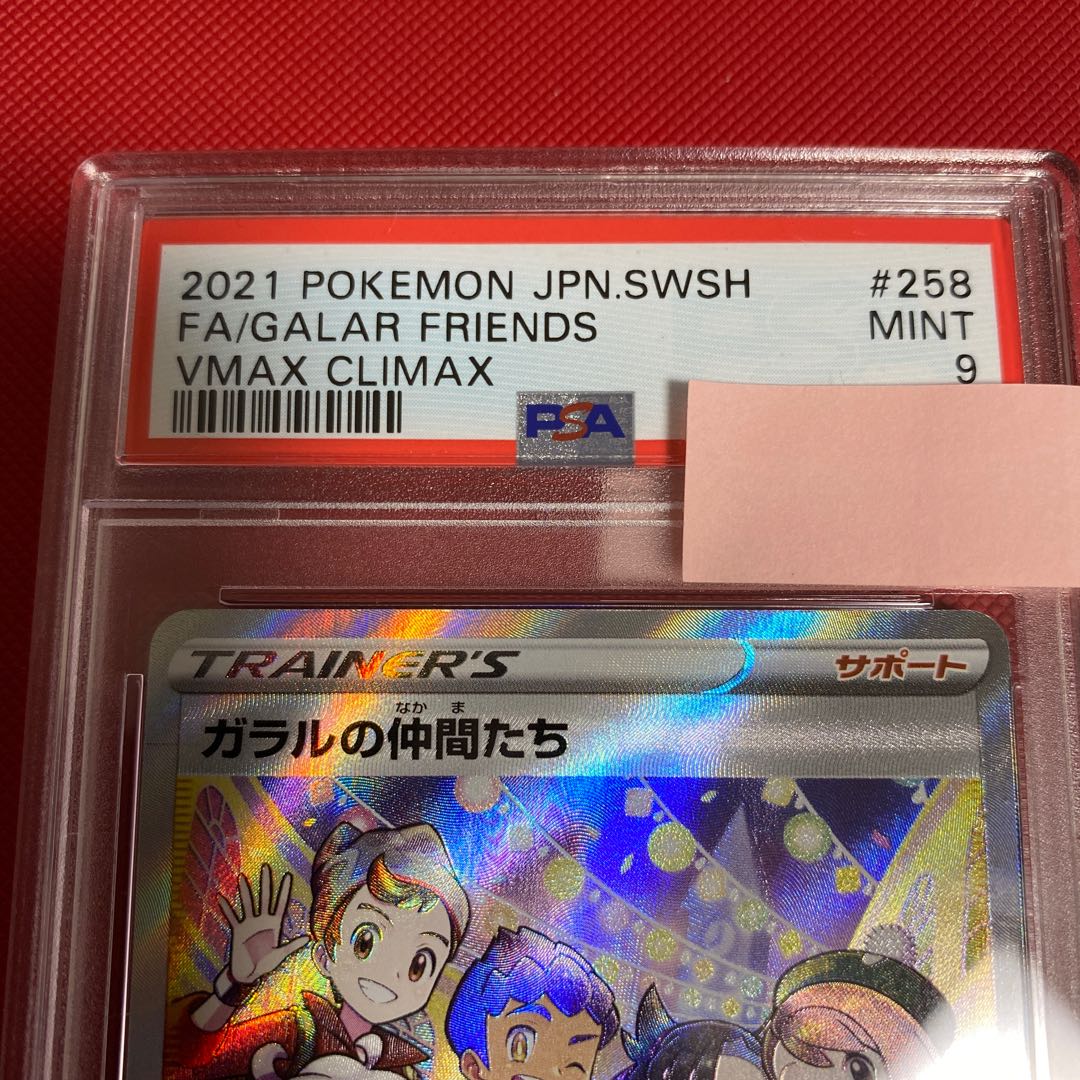 2021 POKEMON JPN.SWSH #258
FA/GALAR FRIENDS MINT
VMAX CLIMAX 9
PSA
TRAINER'S サポート
なかま
ガラルの仲間たち